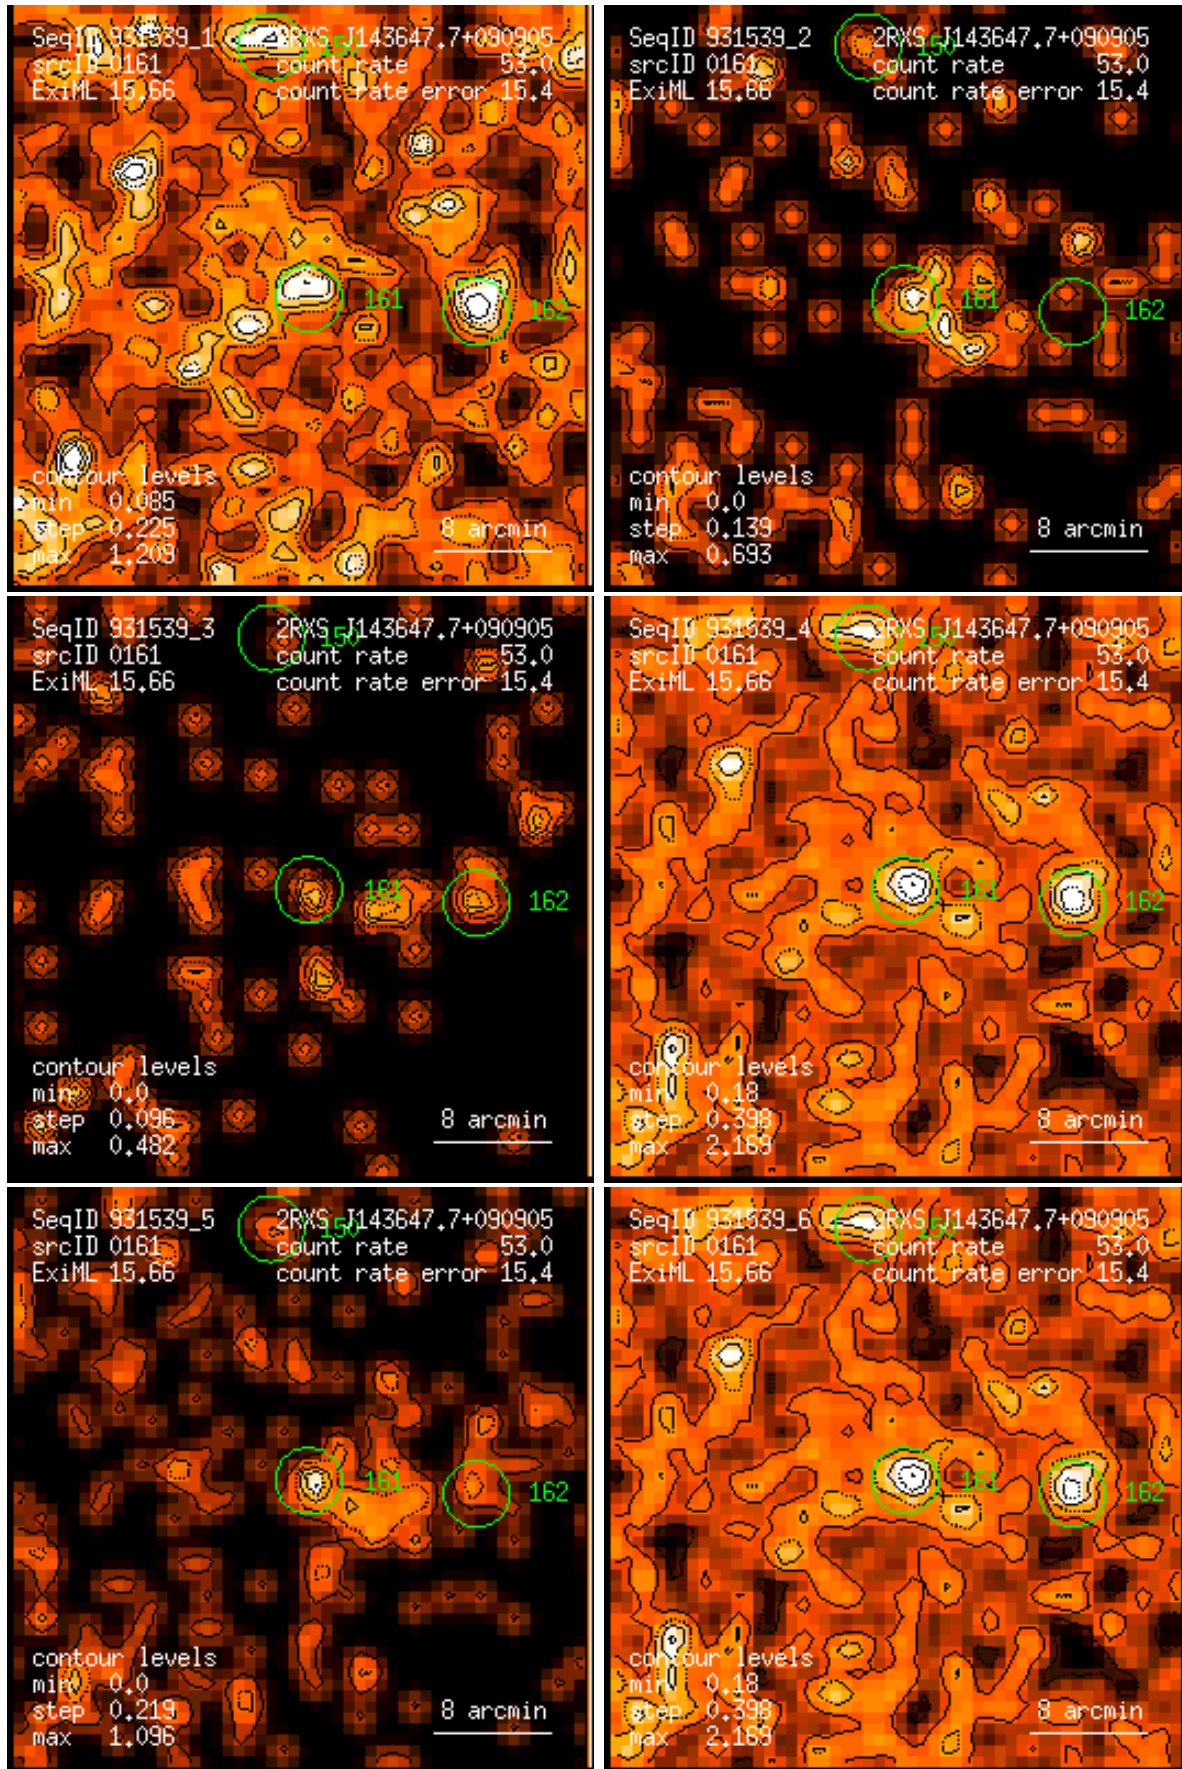 SeqID 931539_1 2RXS J143647.7+090905
srcID 0161 count rate 53.0
ExiML 15.66 count rate error 15.4
150
161
162
contour levels
min 0.085
step 0.225
max 1.209
8 arcmin
SeqID 931539_2 2RXS J143647.7+090905
srcID 0161 count rate 53.0
ExiML 15.66 count rate error 15.4
150
161
162
contour levels
min 0.0
step 0.139
max 0.693
8 arcmin
SeqID 931539_3 2RXS J143647.7+090905
srcID 0161 count rate 53.0
ExiML 15.66 count rate error 15.4
150
161
162
contour levels
min 0.0
step 0.096
max 0.482
8 arcmin
SeqID 931539_4 2RXS J143647.7+090905
srcID 0161 count rate 53.0
ExiML 15.66 count rate error 15.4
150
161
162
contour levels
min 0.18
step 0.398
max 2.169
8 arcmin
SeqID 931539_5 2RXS J143647.7+090905
srcID 0161 count rate 53.0
ExiML 15.66 count rate error 15.4
150
161
162
contour levels
min 0.0
step 0.219
max 1.096
8 arcmin
SeqID 931539_6 2RXS J143647.7+090905
srcID 0161 count rate 53.0
ExiML 15.66 count rate error 15.4
150
161
162
contour levels
min 0.18
step 0.398
max 2.169
8 arcmin